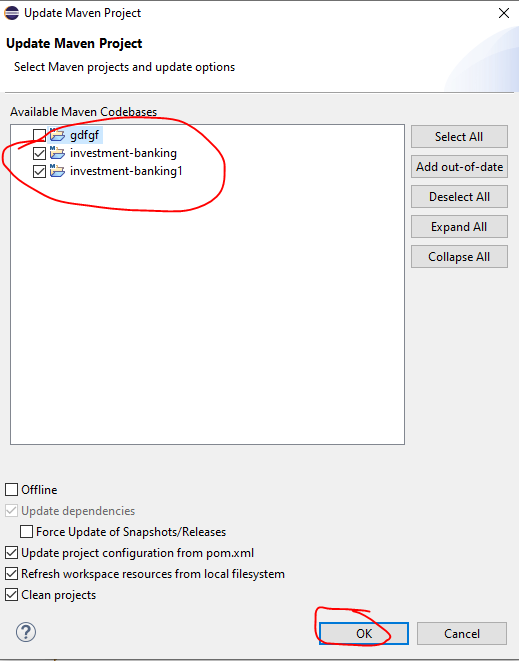 Update Maven Project
Update Maven Project
Select Maven projects and update options
Available Maven Codebases
gdfgf
investment-banking
investment-banking1
Select All
Add out-of-date
Deselect All
Expand All
Collapse All
Offline
Update dependencies
Force Update of Snapshots/Releases
Update project configuration from pom.xml
Refresh workspace resources from local filesystem
Clean projects
OK
Cancel